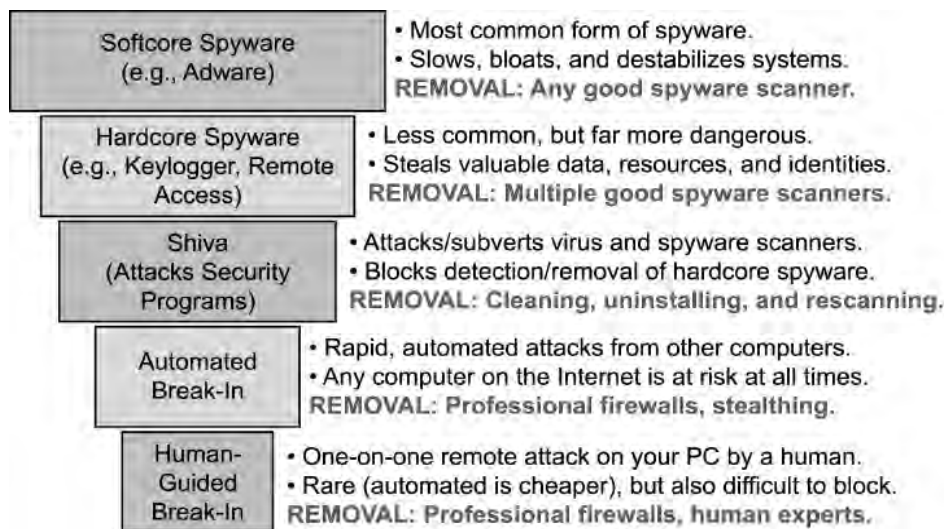 Softcore Spyware
(e.g., Adware)
• Most common form of spyware.
• Slows, bloats, and destabilizes systems.
REMOVAL: Any good spyware scanner.
Hardcore Spyware
(e.g., Keylogger, Remote
Access)
• Less common, but far more dangerous.
• Steals valuable data, resources, and identities.
REMOVAL: Multiple good spyware scanners.
Shiva
(Attacks Security
Programs)
• Attacks/subverts virus and spyware scanners.
• Blocks detection/removal of hardcore spyware.
REMOVAL: Cleaning, uninstalling, and rescanning.
Automated
Break-In
• Rapid, automated attacks from other computers.
• Any computer on the Internet is at risk at all times.
REMOVAL: Professional firewalls, stealthing.
Human-
Guided
Break-In
• One-on-one remote attack on your PC by a human.
• Rare (automated is cheaper), but also difficult to block.
REMOVAL: Professional firewalls, human experts.